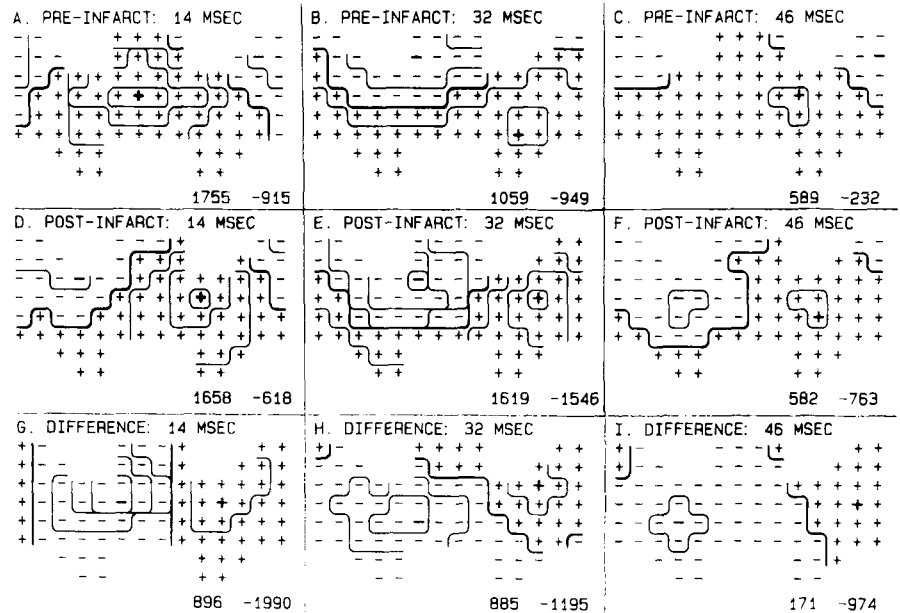 A. PRE-INFARCT: 14 MSEC
B. PRE-INFARCT: 32 MSEC
C. PRE-INFARCT: 46 MSEC
1755 -915
1059 -949
589 -232
D. POST-INFARCT: 14 MSEC
E. POST-INFARCT: 32 MSEC
F. POST-INFARCT: 46 MSEC
1658 -618
1619 -1546
582 -763
G. DIFFERENCE: 14 MSEC
H. DIFFERENCE: 32 MSEC
I. DIFFERENCE: 46 MSEC
896 -1990
885 -1195
171 -974